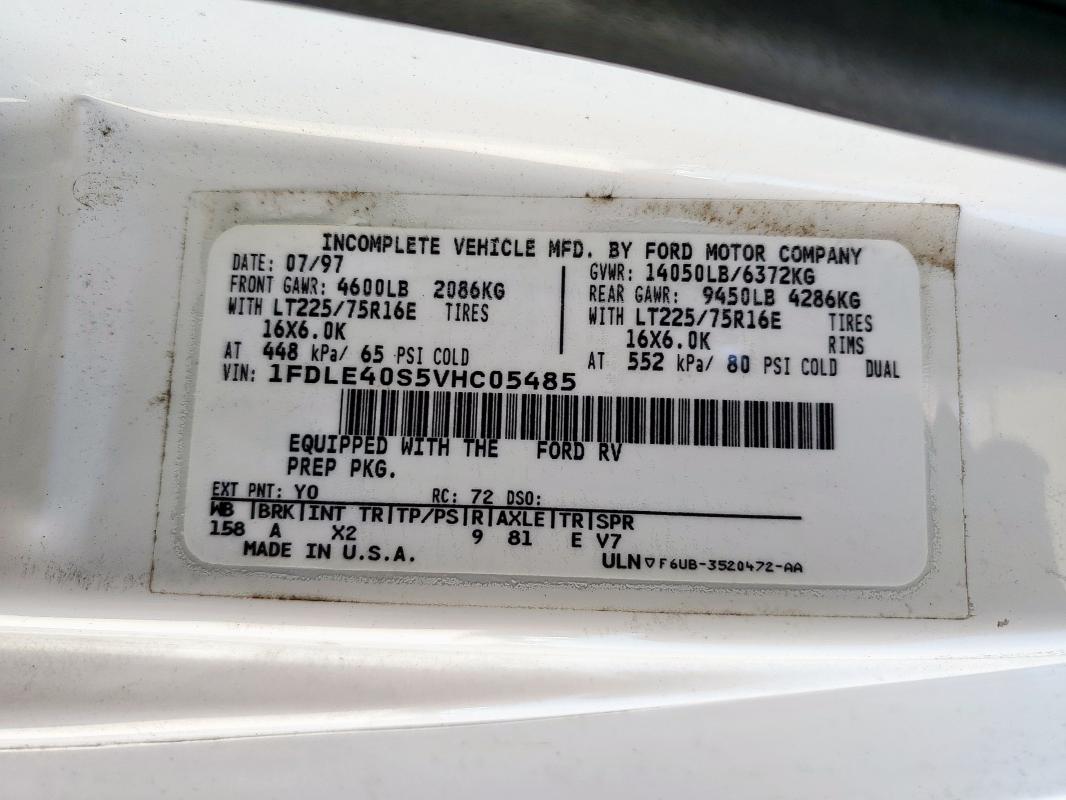 INCOMPLETE VEHICLE MFD. BY FORD MOTOR COMPANY
DATE: 07/97
GVWR: 14050LB/6372KG
FRONT GAWR: 4600LB 2086KG
REAR GAWR: 9450LB 4286KG
WITH LT225/75R16E TIRES
WITH LT225/75R16E TIRES
16X6.0K
16X6.0K RIMS
AT 448 kPa/ 65 PSI COLD
AT 552 kPa/ 80 PSI COLD DUAL
VIN: 1FDLE40S5VHC05485
EQUIPPED WITH THE FORD RV
PREP PKG.
EXT PNT: YO RC: 72 DSO:
WB |BRK|INT TR|TP/PS|R|AXLE|TR|SPR
158 A X2 9 81 E V7
MADE IN U.S.A.
ULN ▽ F6UB-3520472-AA